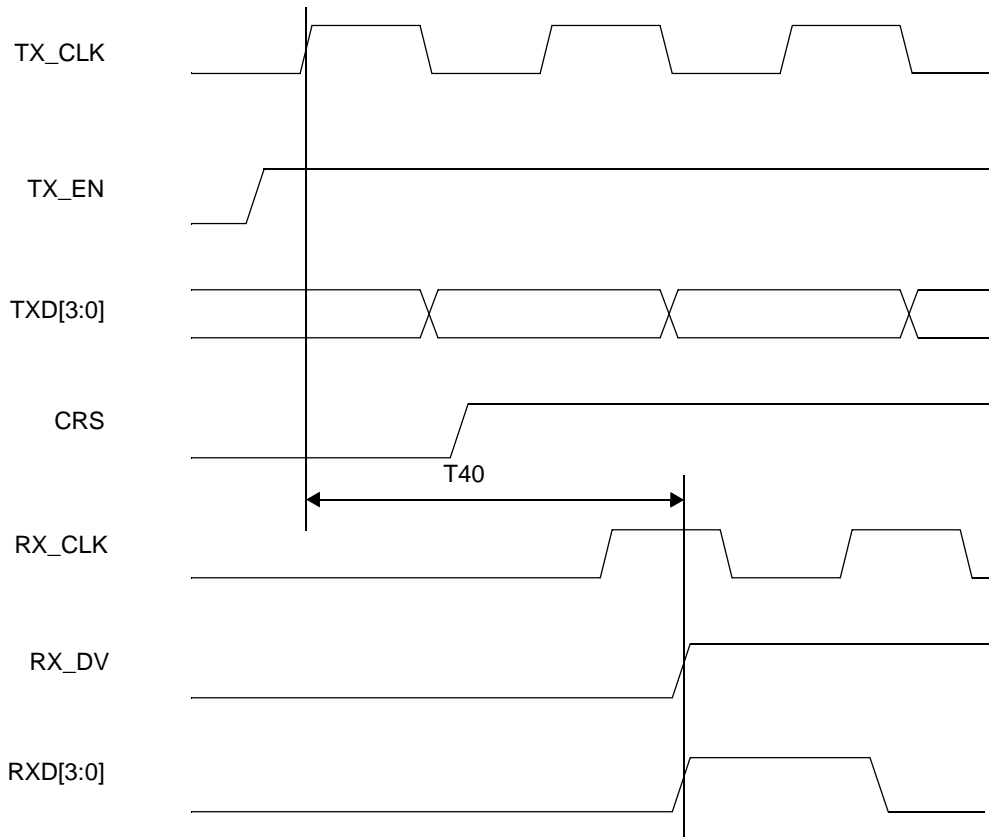 TX_CLK
TX_EN
TXD[3:0]
CRS
T40
RX_CLK
RX_DV
RXD[3:0]